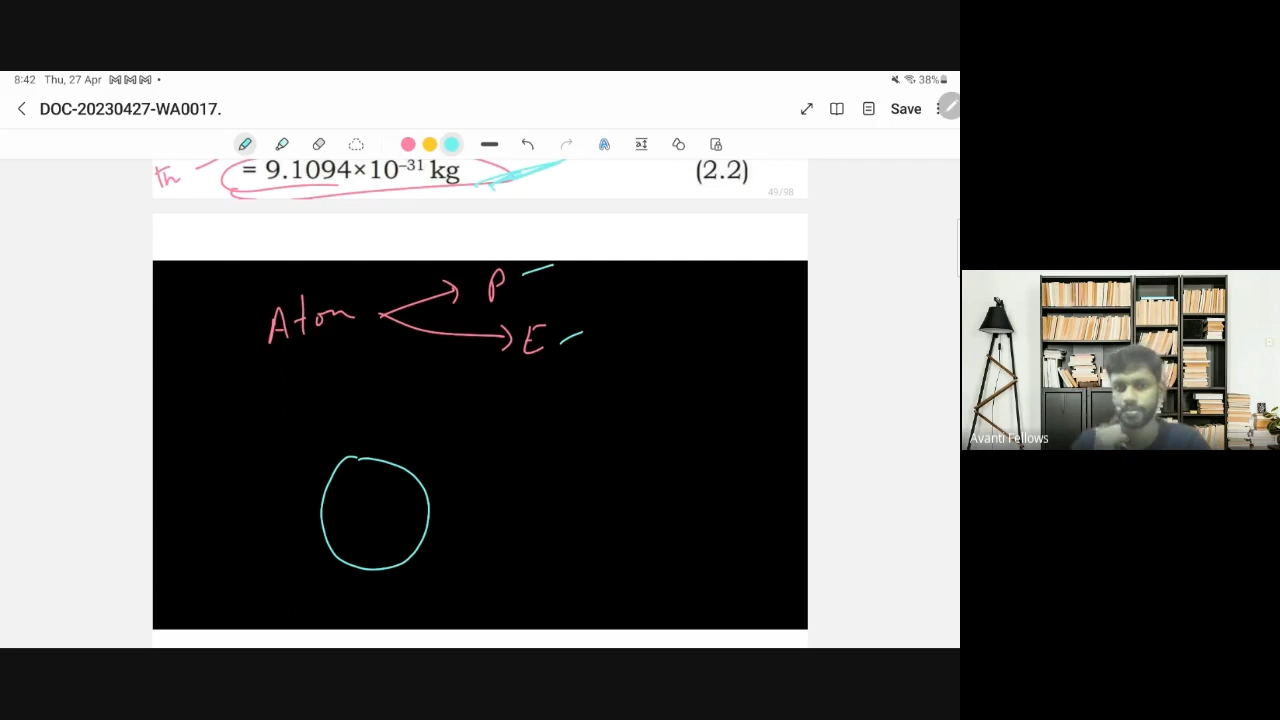 8:42 Thu, 27 Apr 38%
DOC-20230427-WA0017. Save
th = 9.1094×10⁻³¹ kg (2.2)
49/98
P
Atom
E
Avanti Fellows